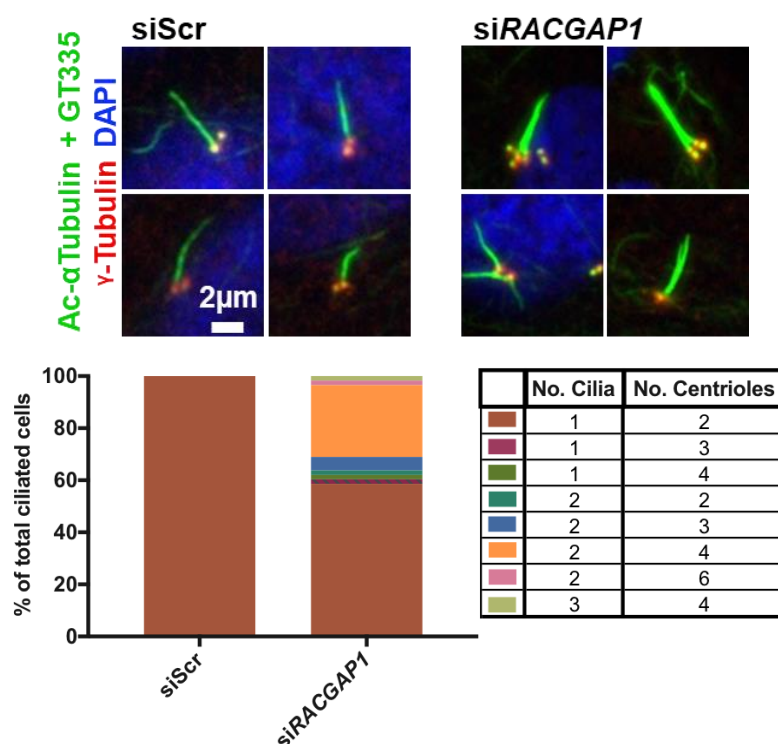 siScr
siRACGAP1
Ac-αTubulin + GT335
γ-Tubulin DAPI
2µm
% of total ciliated cells
100
80
60
40
20
0
siScr
siRACGAP1
No. Cilia No. Centrioles
1 2
1 3
1 4
2 2
2 3
2 4
2 6
3 4